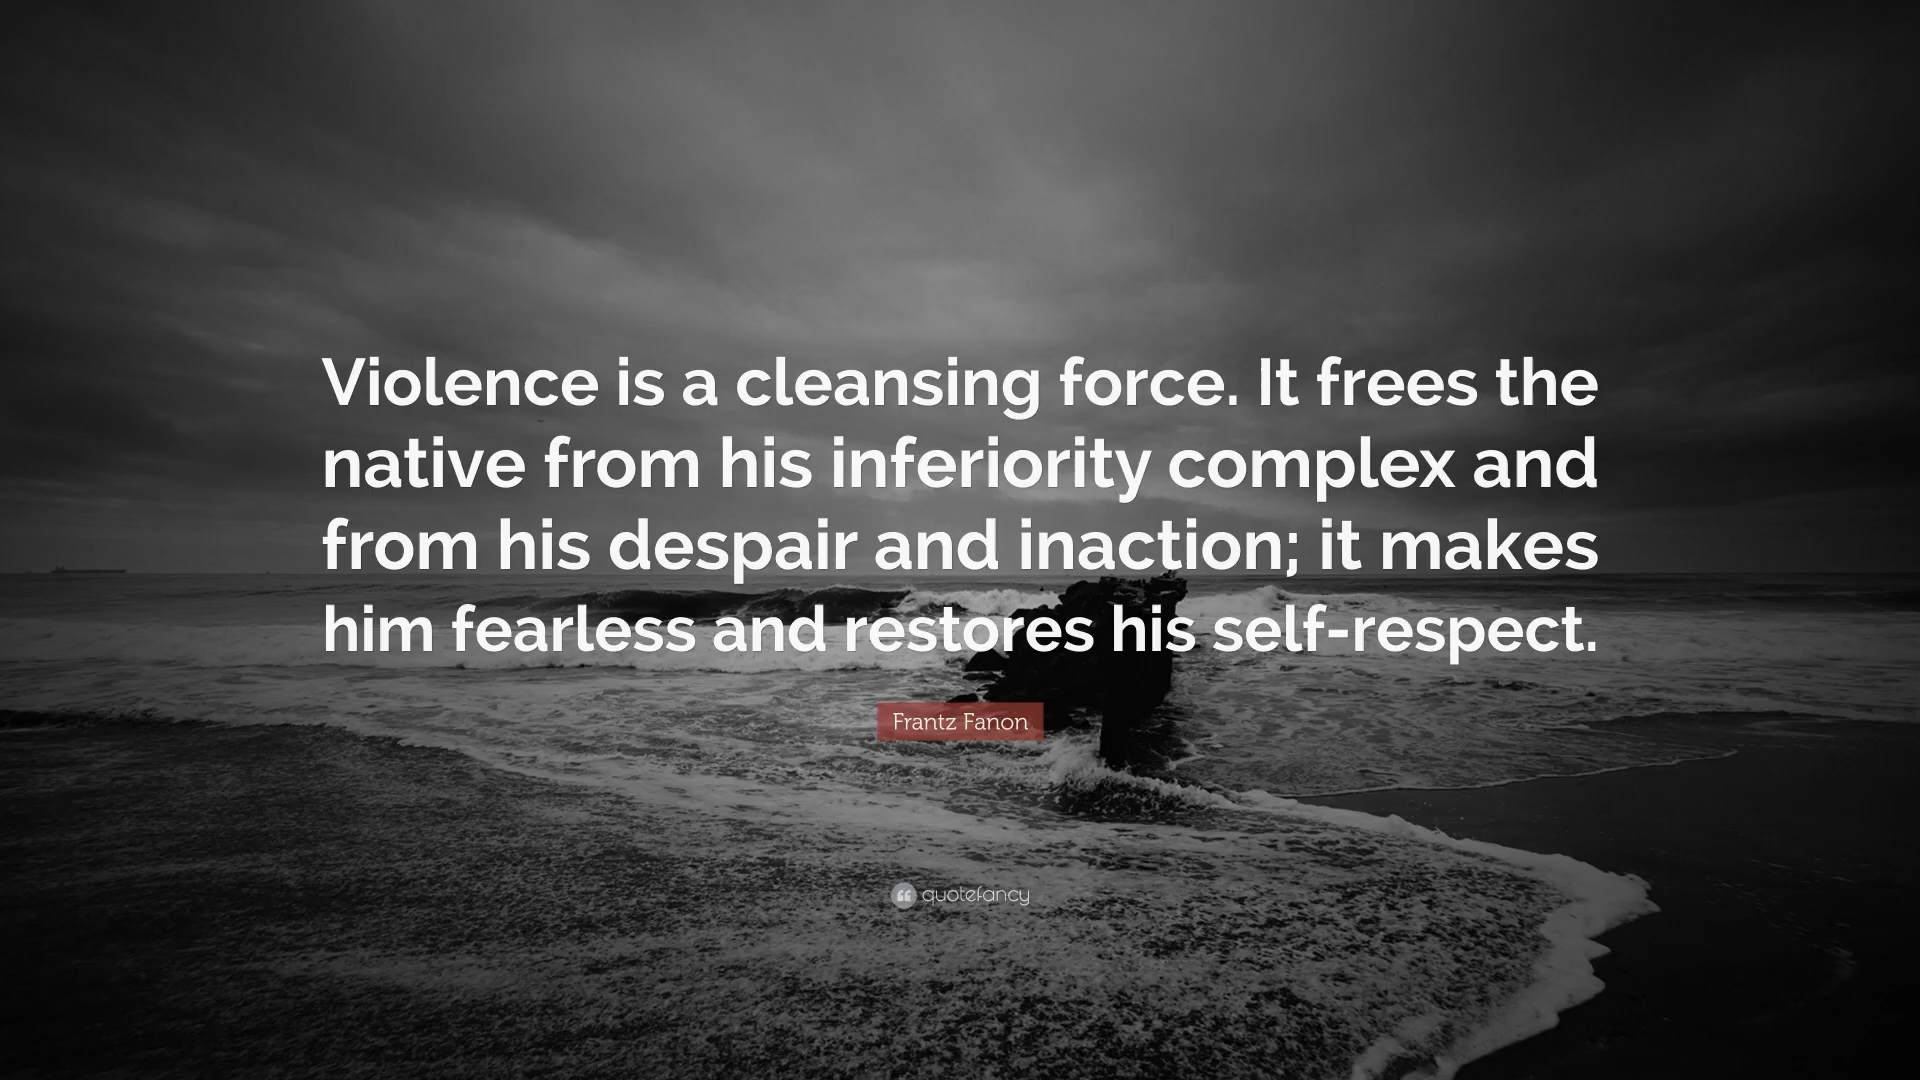 Violence is a cleansing force. It frees the
native from his inferiority complex and
from his despair and inaction; it makes
him fearless and restores his self-respect.
Frantz Fanon
quotefancy